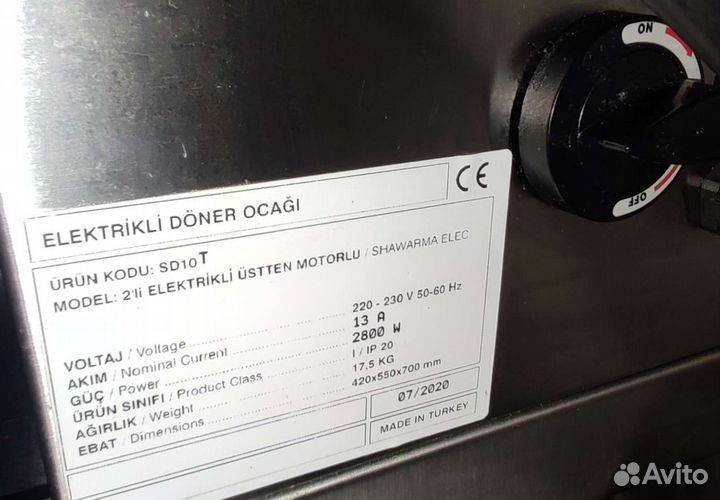 CE
ELEKTRİKLİ DÖNER OCAĞI
ÜRÜN KODU: SD10 T
MODEL: 2'li ELEKTRİKLİ ÜSTTEN MOTORLU / SHAWARMA ELEC
VOLTAJ / Voltage 220 - 230 V 50-60 Hz
AKIM / Nominal Current 13 A
GÜÇ / Power 2800 W
ÜRÜN SINIFI / Product Class I / IP 20
AĞIRLIK / Weight 17,5 KG
EBAT / Dimensions 420x550x700 mm
07/2020
MADE IN TURKEY
ON
OFF
Avito